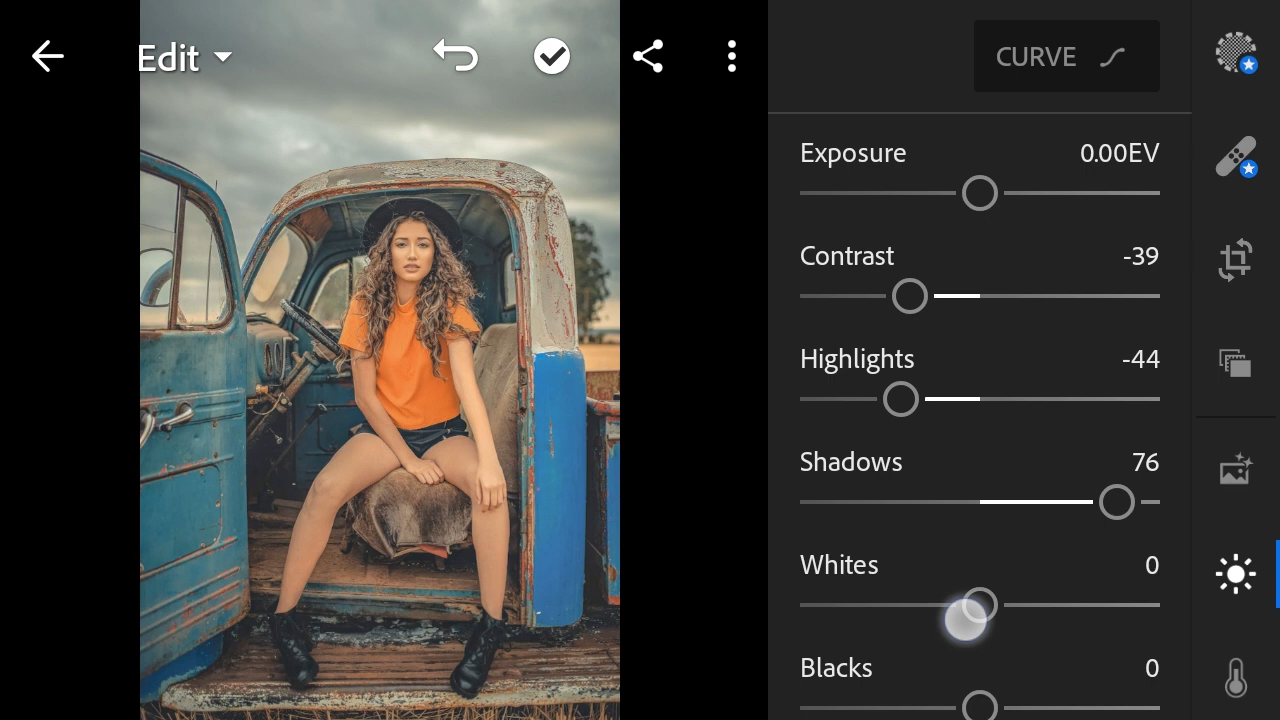 Edit
CURVE
Exposure 0.00EV
Contrast -39
Highlights -44
Shadows 76
Whites 0
Blacks 0